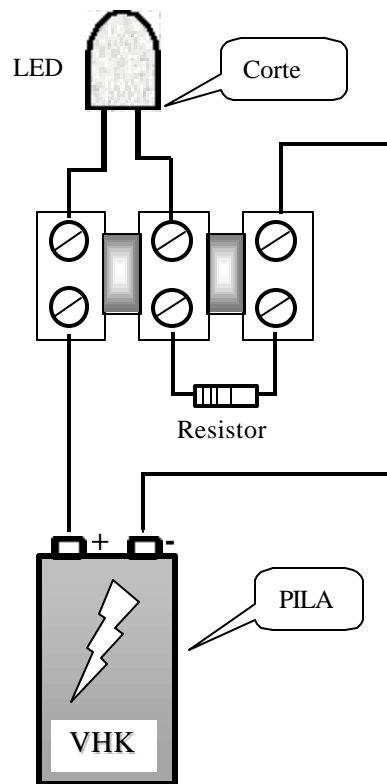 LED
Corte
Resistor
+ -
PILA
VHK